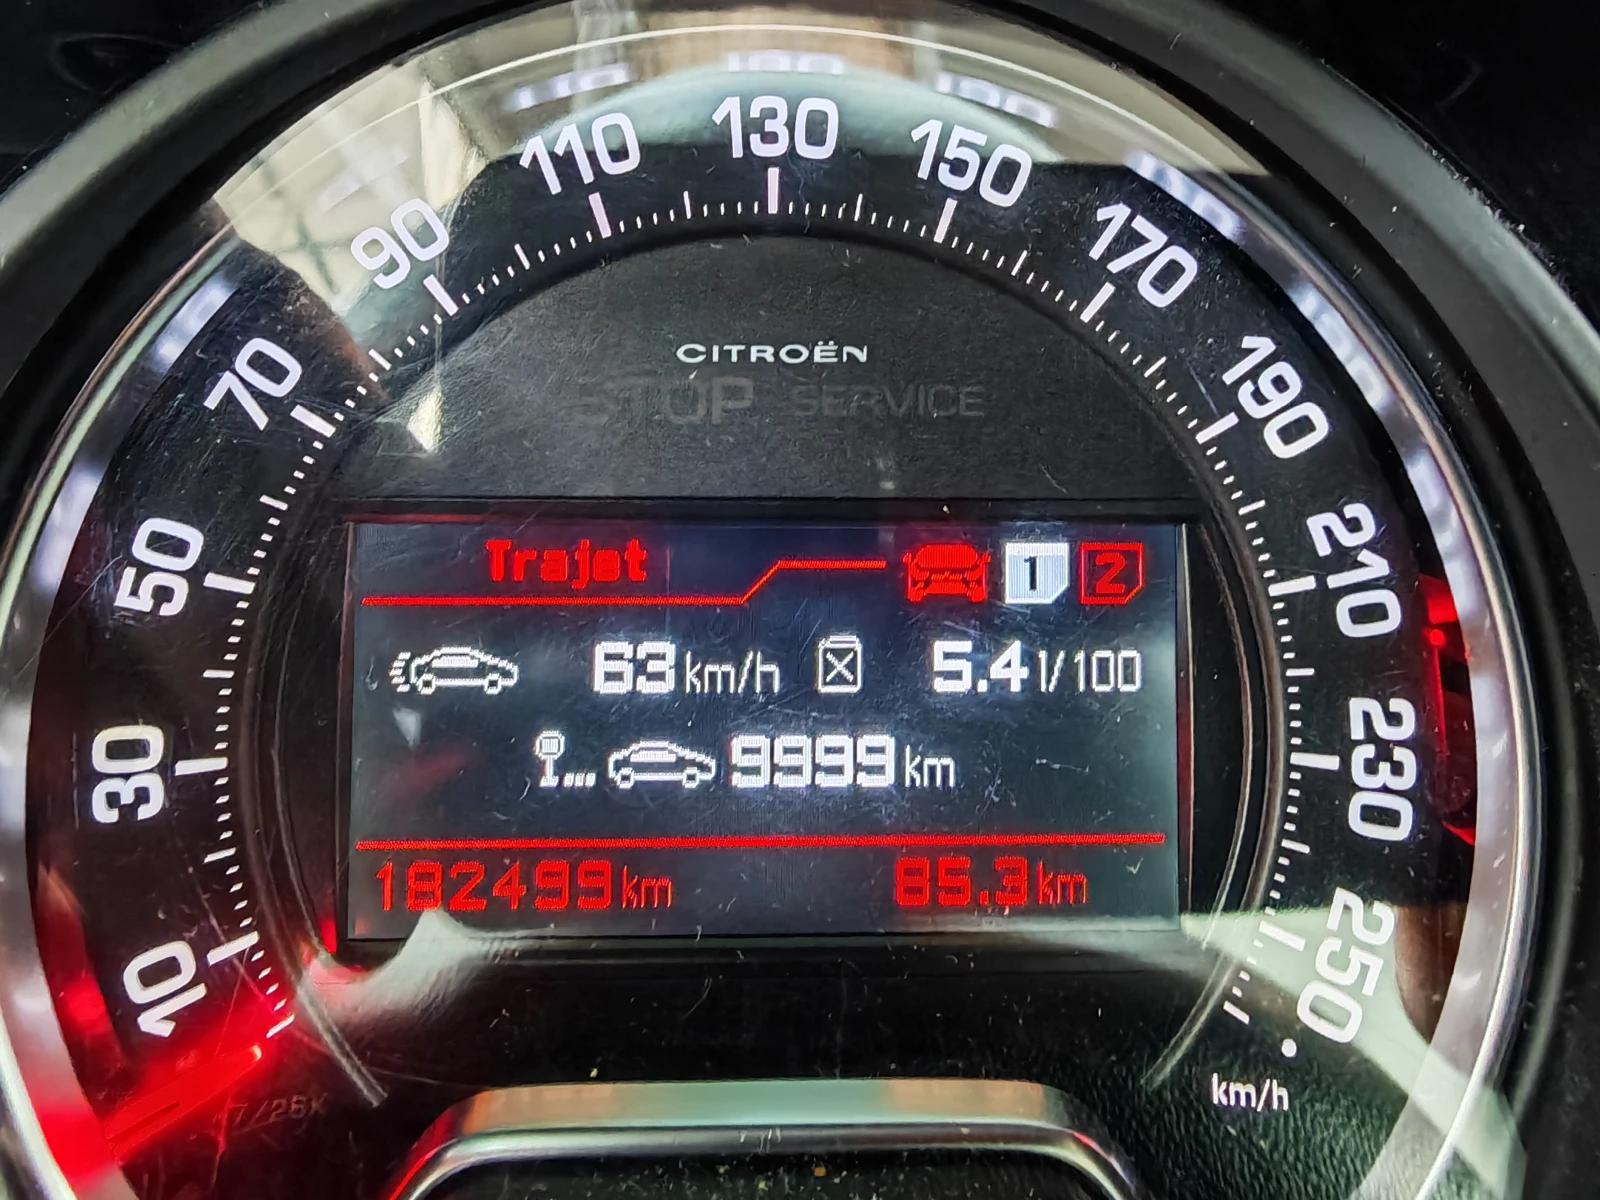 10 30 50 70 90 110 130 150 170 190 210 230 250
km/h
CITROËN
STOP SERVICE
Trajet 1 2
63 km/h 5.4 l/100
... 9999 km
182499 km 85.3 km